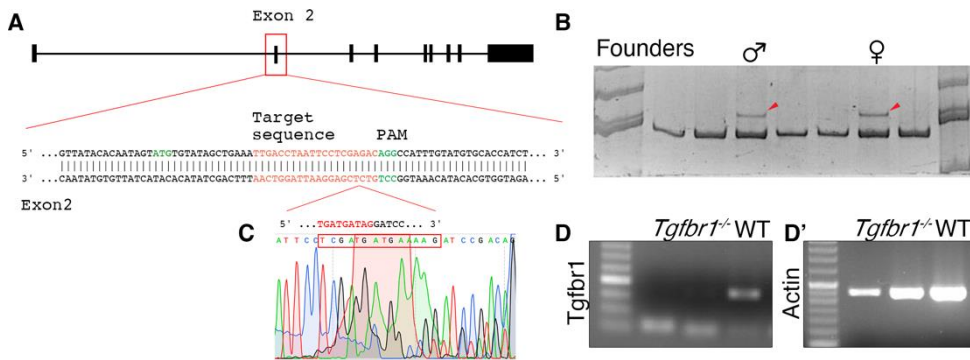 A
Exon 2
Target
sequence
PAM
5' ...GTTATACACAATAGTATGTGTATAGCTGAAATTGACCTAATTCCTCGAGACAGGCCATTTGTATGTGCACCATCT... 3'
3' ...CAATATGTGTTATCATACACATATCGACTTTAACTGGATTAAGGAGCTCTGTCCGGTAAACATACACGTGGTAGA... 5'
Exon2
C
5' ...TGATGATAGGATCC... 3'
A T T C C T C G A T G A T G A A A A G A T C C G A C A
B
Founders ♂ ♀
D
Tgfbr1-/- WT
Tgfbr1
D'
Tgfbr1-/- WT
Actin